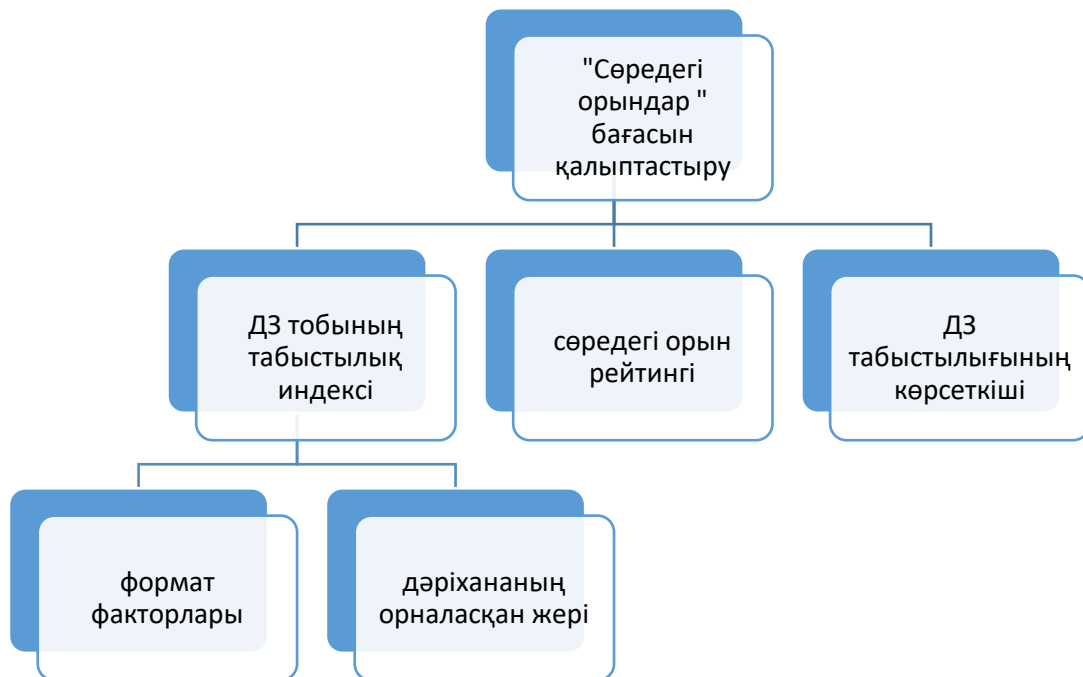 "Сөредегі
орындар "
бағасын
қалыптастыру
ДЗ тобының
табыстылық
индексі
сөредегі орын
рейтингі
ДЗ
табыстылығының
көрсеткіші
формат
факторлары
дәріхананың
орналасқан жері